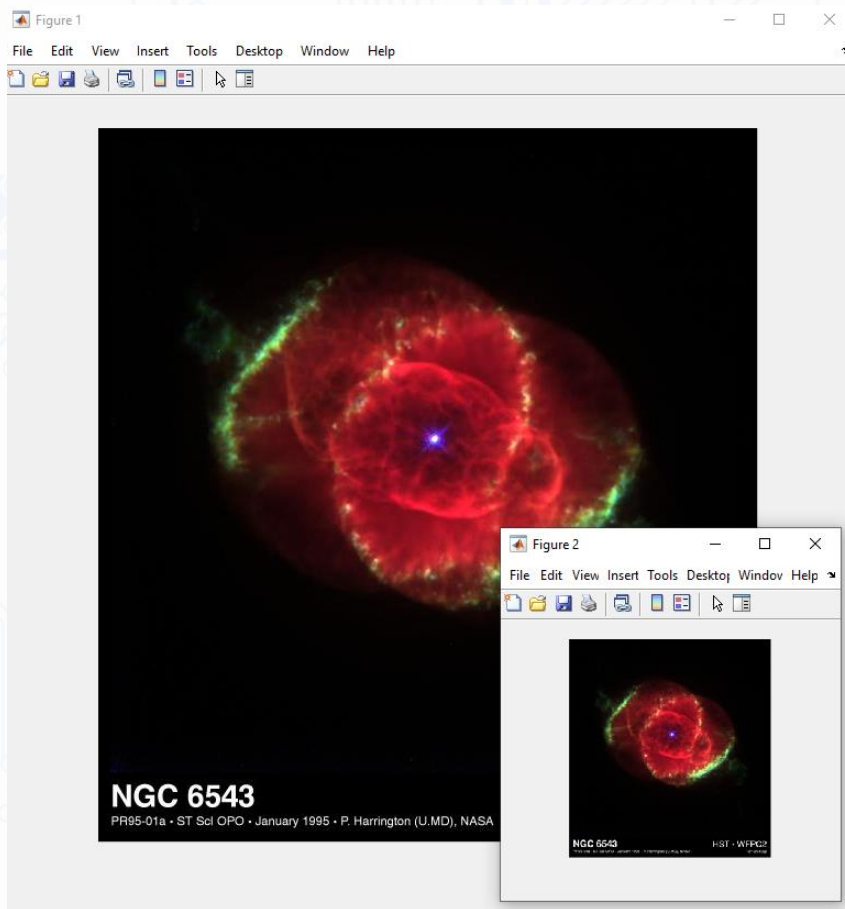 Figure 1
File Edit View Insert Tools Desktop Window Help
NGC 6543
PR95-01a • ST ScI OPO • January 1995 • P. Harrington (U.MD), NASA
Figure 2
File Edit View Insert Tools Desktop Window Help
NGC 6543 HST • WFPC2